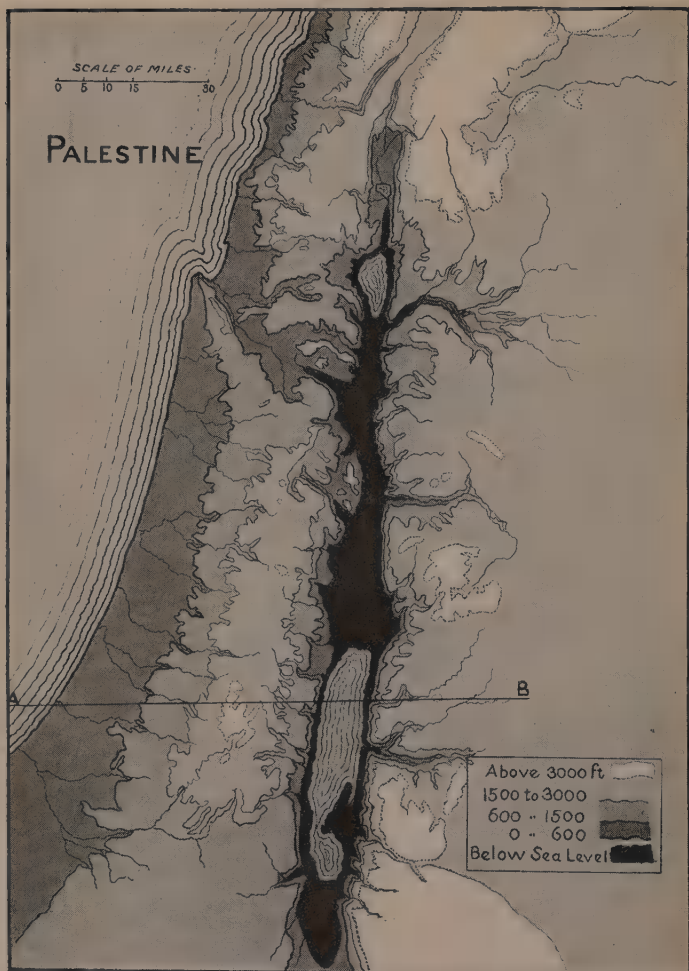 SCALE OF MILES
0 5 10 15 30
PALESTINE
A B
Above 3000 ft
1500 to 3000
600 " 1500
0 " 600
Below Sea Level